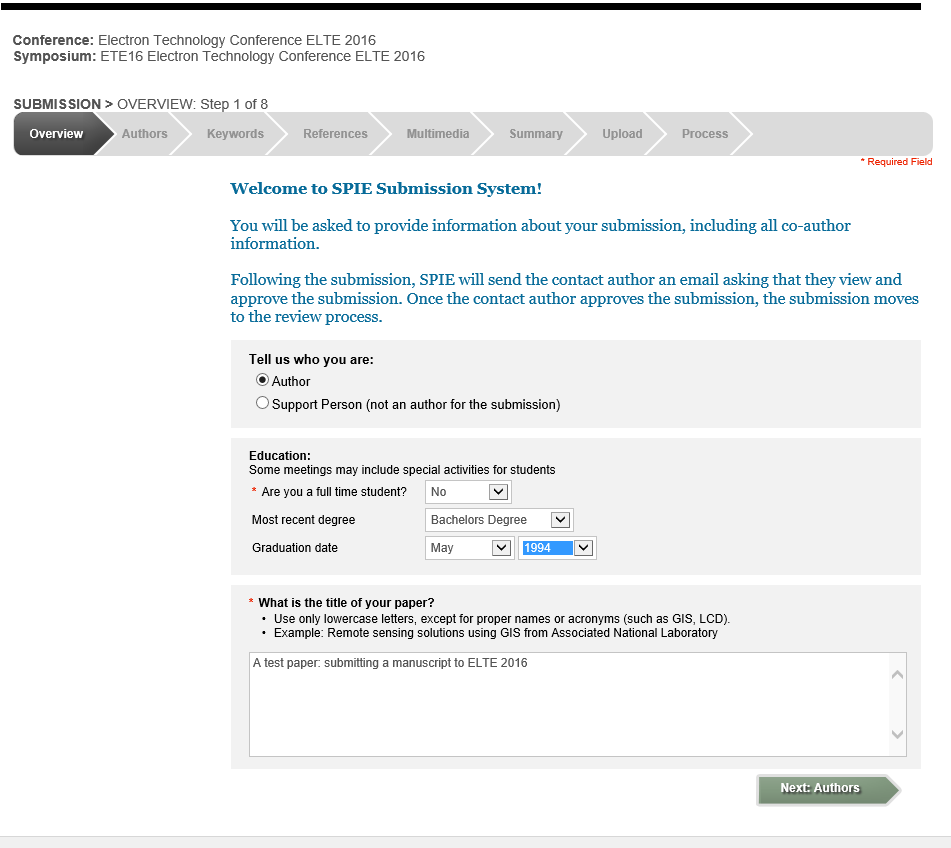 Conference: Electron Technology Conference ELTE 2016
Symposium: ETE16 Electron Technology Conference ELTE 2016
SUBMISSION > OVERVIEW: Step 1 of 8
Overview Authors Keywords References Multimedia Summary Upload Process
* Required Field
Welcome to SPIE Submission System!
You will be asked to provide information about your submission, including all co-author
information.
Following the submission, SPIE will send the contact author an email asking that they view and
approve the submission. Once the contact author approves the submission, the submission moves
to the review process.
Tell us who you are:
Author
Support Person (not an author for the submission)
Education:
Some meetings may include special activities for students
* Are you a full time student? No
Most recent degree Bachelors Degree
Graduation date May 1994
* What is the title of your paper?
• Use only lowercase letters, except for proper names or acronyms (such as GIS, LCD).
• Example: Remote sensing solutions using GIS from Associated National Laboratory
A test paper: submitting a manuscript to ELTE 2016
Next: Authors